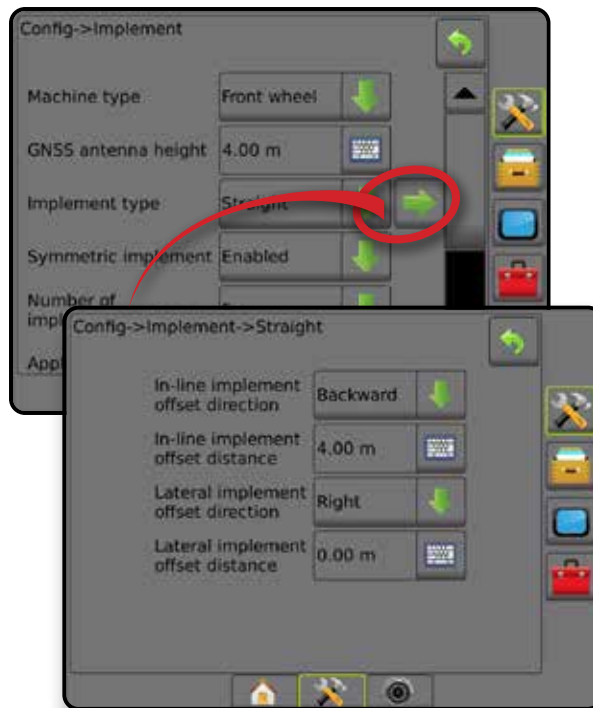 Config->Implement
Machine type Front wheel
GNSS antenna height 4.00 m
Implement type Straight
Symmetric implement Enabled
Number of
Config->Implement->Straight
In-line implement
offset direction Backward
In-line implement
offset distance 4.00 m
Lateral implement
offset direction Right
Lateral implement
offset distance 0.00 m